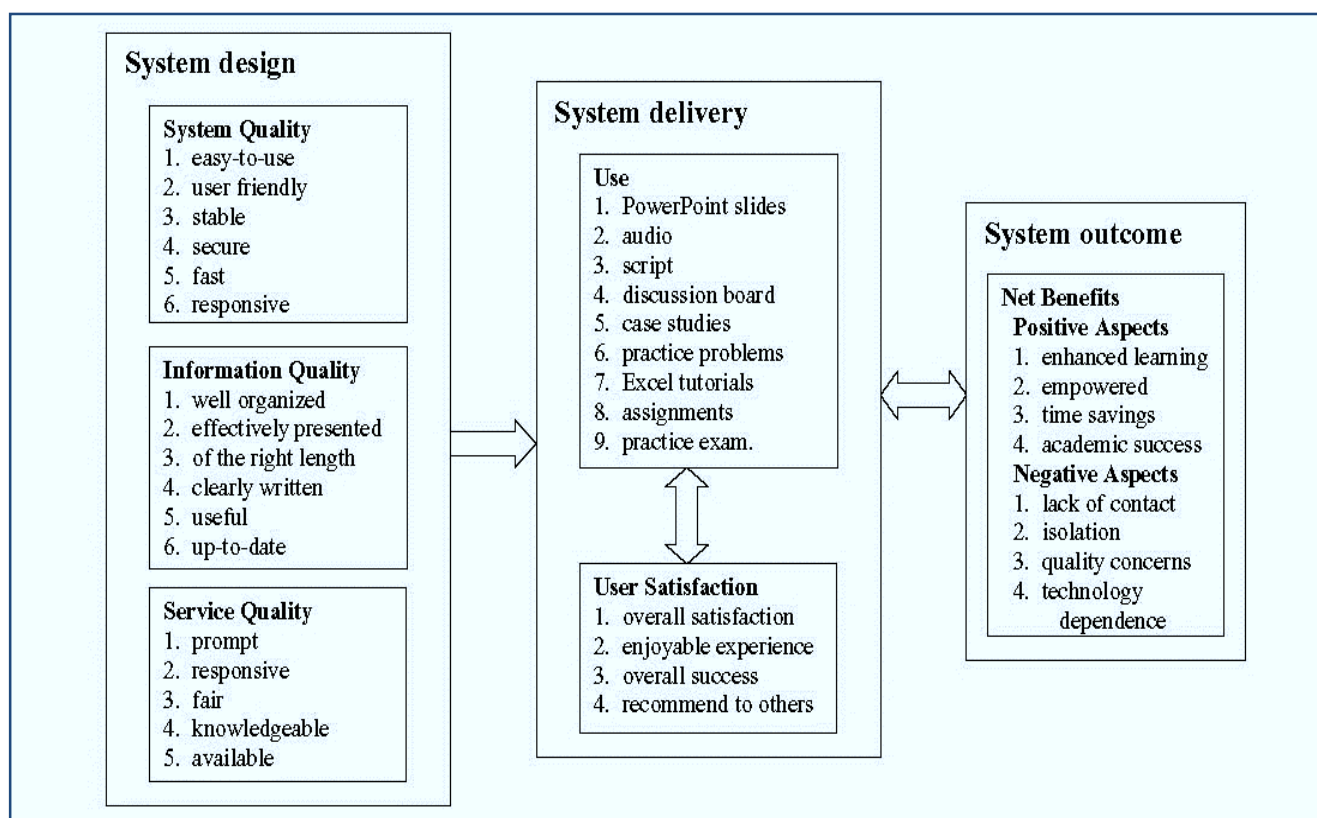 System design
System Quality
1. easy-to-use
2. user friendly
3. stable
4. secure
5. fast
6. responsive
Information Quality
1. well organized
2. effectively presented
3. of the right length
4. clearly written
5. useful
6. up-to-date
Service Quality
1. prompt
2. responsive
3. fair
4. knowledgeable
5. available
System delivery
Use
1. PowerPoint slides
2. audio
3. script
4. discussion board
5. case studies
6. practice problems
7. Excel tutorials
8. assignments
9. practice exam.
User Satisfaction
1. overall satisfaction
2. enjoyable experience
3. overall success
4. recommend to others
System outcome
Net Benefits
Positive Aspects
1. enhanced learning
2. empowered
3. time savings
4. academic success
Negative Aspects
1. lack of contact
2. isolation
3. quality concerns
4. technology
dependence